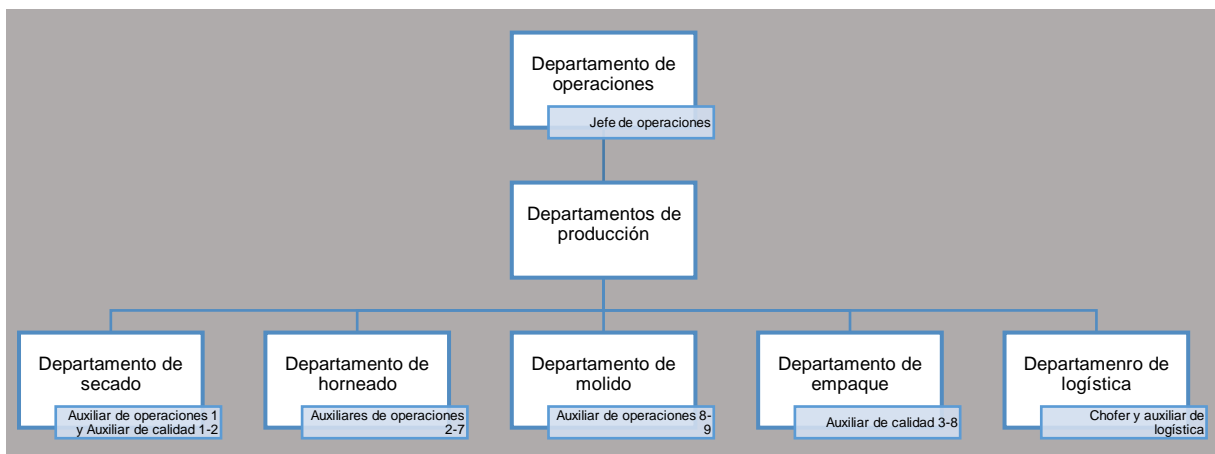 Departamento de
operaciones
Jefe de operaciones
Departamentos de
producción
Departamento de
secado
Auxiliar de operaciones 1
y Auxiliar de calidad 1-2
Departamento de
horneado
Auxiliares de operaciones
2-7
Departamento de
molido
Auxiliar de operaciones 8-
9
Departamento de
empaque
Auxiliar de calidad 3-8
Departamenro de
logística
Chofer y auxiliar de
logística